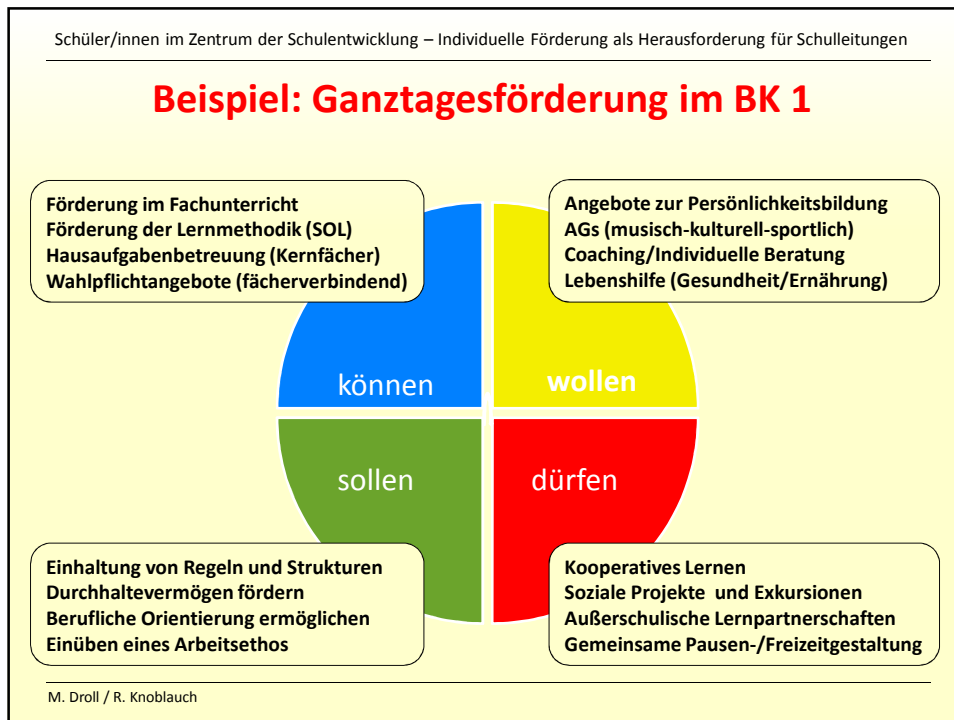 Schüler/innen im Zentrum der Schulentwicklung – Individuelle Förderung als Herausforderung für Schulleitungen
Beispiel: Ganztagesförderung im BK 1
Förderung im Fachunterricht
Förderung der Lernmethodik (SOL)
Hausaufgabenbetreuung (Kernfächer)
Wahlpflichtangebote (fächerverbindend)
Angebote zur Persönlichkeitsbildung
AGs (musisch-kulturell-sportlich)
Coaching/Individuelle Beratung
Lebenshilfe (Gesundheit/Ernährung)
können
wollen
sollen
dürfen
Einhaltung von Regeln und Strukturen
Durchhaltevermögen fördern
Berufliche Orientierung ermöglichen
Einüben eines Arbeitsethos
Kooperatives Lernen
Soziale Projekte und Exkursionen
Außerschulische Lernpartnerschaften
Gemeinsame Pausen-/Freizeitgestaltung
M. Droll / R. Knoblauch